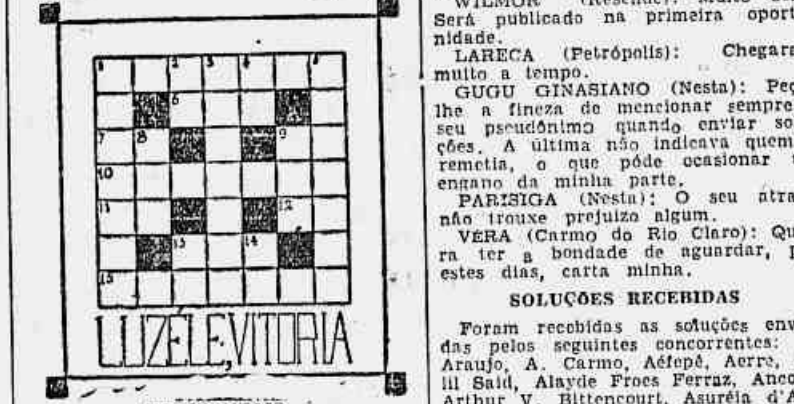 1 2 3 4 5
6
7 8 9
10
11 12
13 14
15
LUZÉLE, VITORIA
WILMOR
Será publicado na primeira oport
nidade.
LARECA (Petrópolis): Chegara
muito a tempo.
GUGU GINASIANO (Nesta): Peç
lhe a fineza de mencionar sempre
seu pseudônimo quando enviar so
ções. A última não indicava quem
remetia, o que póde ocasionar
engano da minha parte.
PARISIGA (Nesta): O seu atra
não trouxe prejuizo algum.
VÉRA (Carmo do Rio Claro): Que
ra ter a bondade de aguardar, p
estes dias, carta minha.
SOLUÇÕES RECEBIDAS
Foram recebidas as soluções env
das pelos seguintes concorrentes:
Araujo, A. Carmo, Aéfepê, Aerre,
lil Said, Alayde Froes Ferraz, Anco
Arthur V. Bittencourt, Asuréia d'A